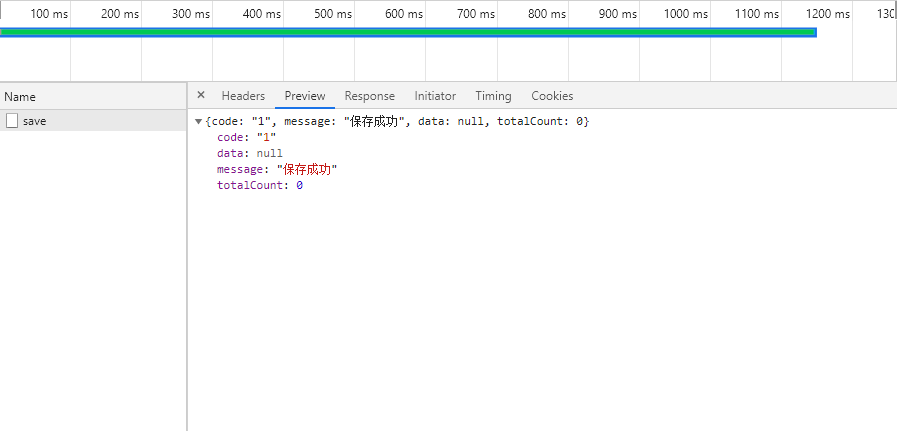 100 ms 200 ms 300 ms 400 ms 500 ms 600 ms 700 ms 800 ms 900 ms 1000 ms 1100 ms 1200 ms 130
Name × Headers Preview Response Initiator Timing Cookies
save
▼{code: "1", message: "保存成功", data: null, totalCount: 0}
code: "1"
data: null
message: "保存成功"
totalCount: 0